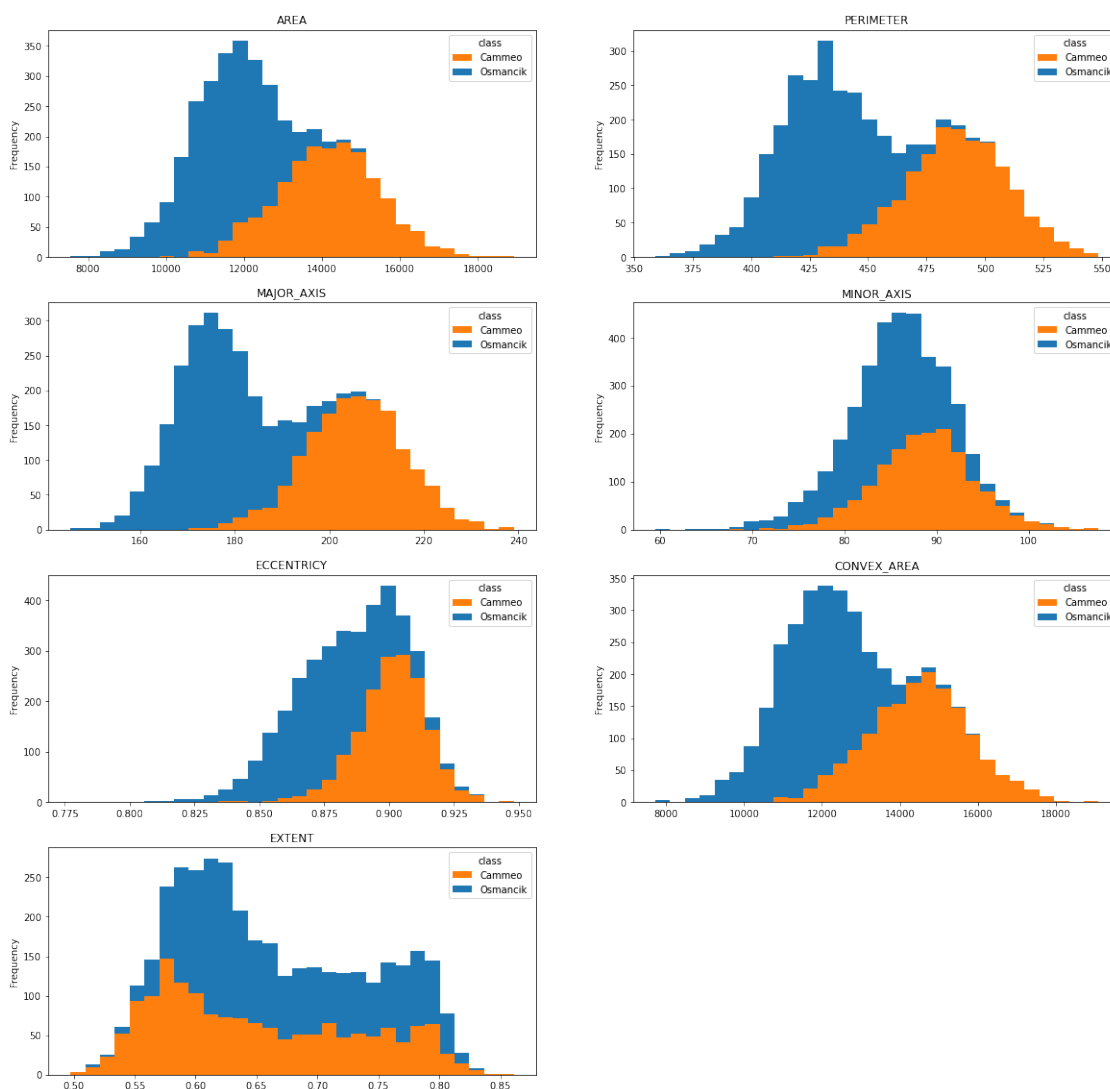 AREA
class
Cammeo
Osmancik
Frequency
350
300
250
200
150
100
50
0
8000 10000 12000 14000 16000 18000
PERIMETER
class
Cammeo
Osmancik
Frequency
300
250
200
150
100
50
0
350 375 400 425 450 475 500 525 550
MAJOR_AXIS
class
Cammeo
Osmancik
Frequency
300
250
200
150
100
50
0
160 180 200 220 240
MINOR_AXIS
class
Cammeo
Osmancik
Frequency
400
300
200
100
0
60 70 80 90 100
ECCENTRICY
class
Cammeo
Osmancik
Frequency
400
300
200
100
0
0.775 0.800 0.825 0.850 0.875 0.900 0.925 0.950
CONVEX_AREA
class
Cammeo
Osmancik
Frequency
350
300
250
200
150
100
50
0
8000 10000 12000 14000 16000 18000
EXTENT
class
Cammeo
Osmancik
Frequency
250
200
150
100
50
0
0.50 0.55 0.60 0.65 0.70 0.75 0.80 0.85